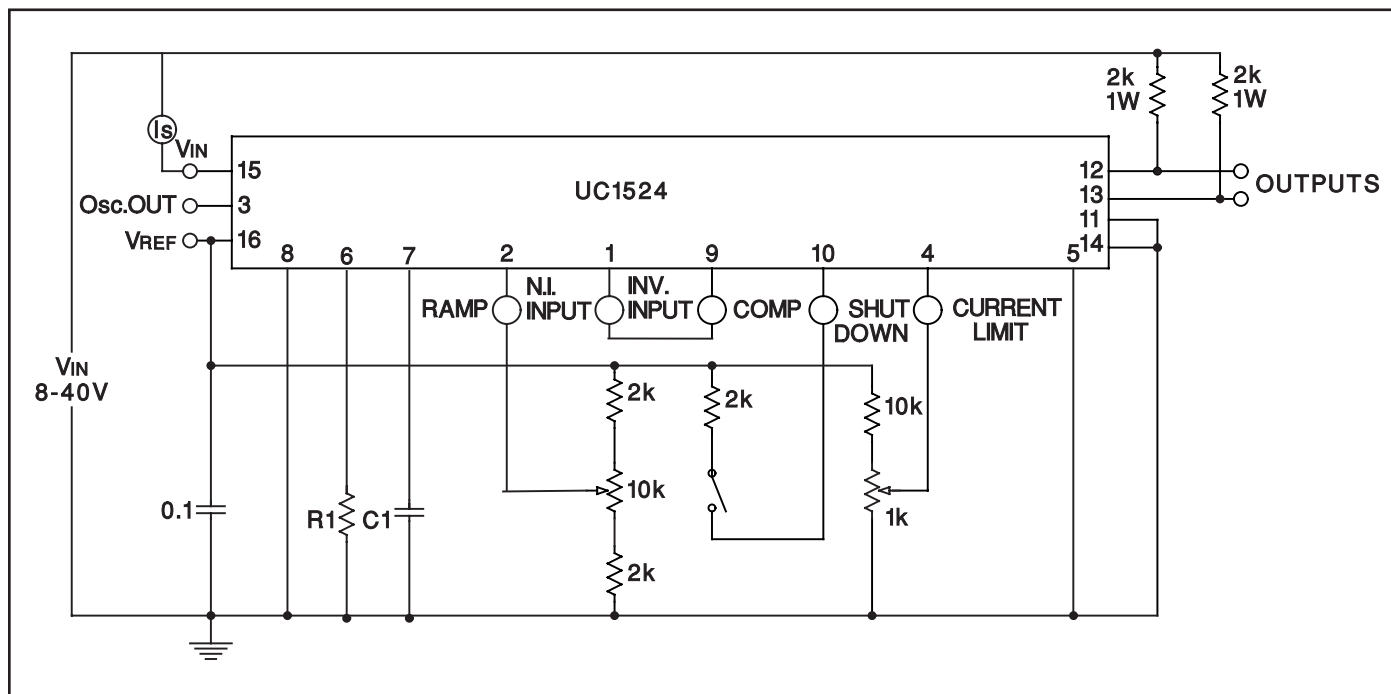 2k
1W
2k
1W
Is
VIN
15
UC1524
12
OUTPUTS
Osc.OUT
3
13
11
VREF
16
14
8
6
7
2
1
9
10
4
5
RAMP
N.I.
INPUT
INV.
INPUT
COMP
SHUT
DOWN
CURRENT
LIMIT
VIN
8-40V
2k
2k
10k
0.1
R1
C1
10k
1k
2k